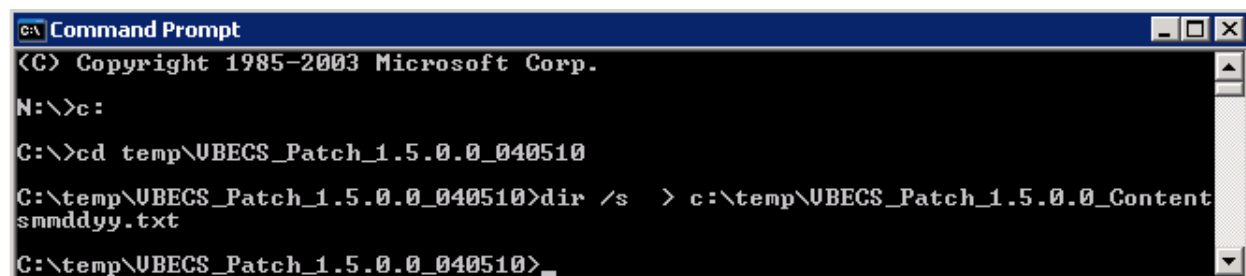 Command Prompt
(C) Copyright 1985-2003 Microsoft Corp.
N:\>c:
C:\>cd temp\VBECS_Patch_1.5.0.0_040510
C:\temp\VBECS_Patch_1.5.0.0_040510>dir /s  > c:\temp\VBECS_Patch_1.5.0.0_Content
smmddyy.txt
C:\temp\VBECS_Patch_1.5.0.0_040510>_